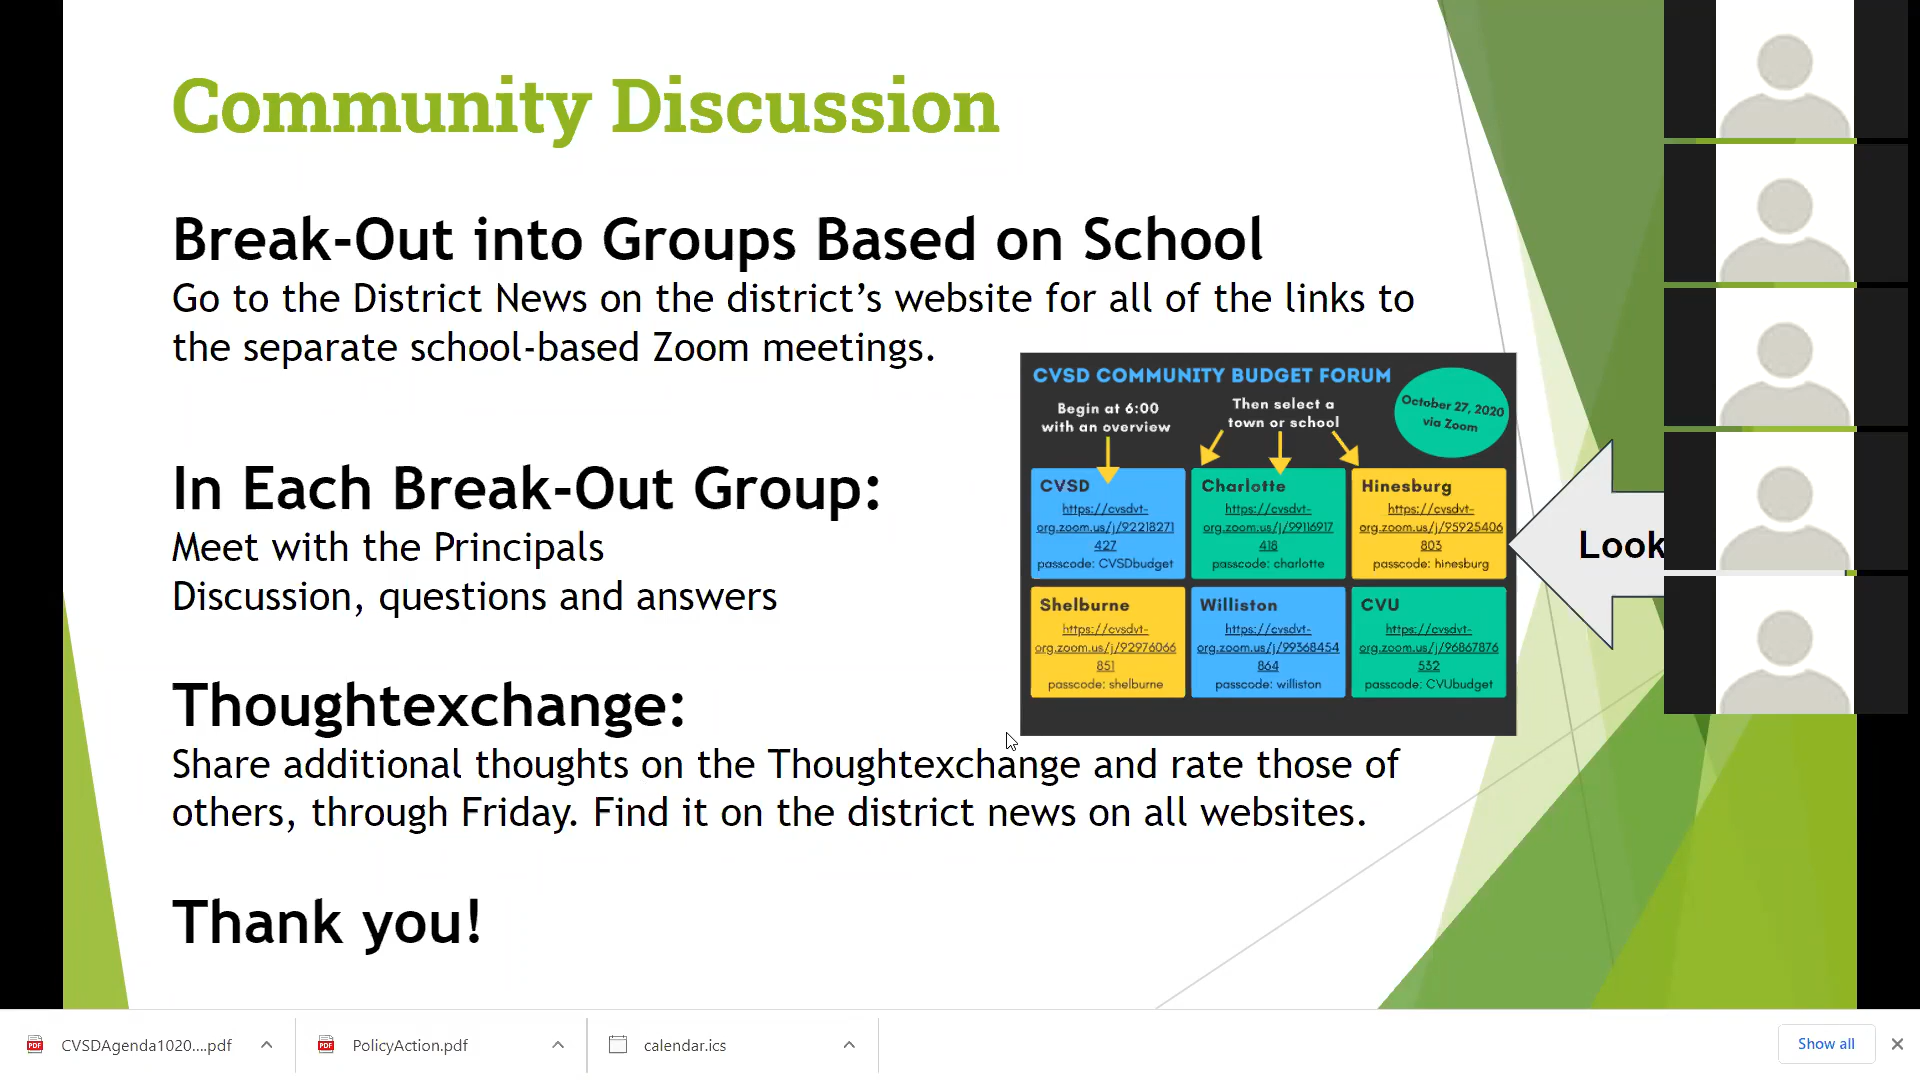 Community Discussion
Break-Out into Groups Based on School
Go to the District News on the district’s website for all of the links to
the separate school-based Zoom meetings.
In Each Break-Out Group:
Meet with the Principals
Discussion, questions and answers
Thoughtexchange:
Share additional thoughts on the Thoughtexchange and rate those of
others, through Friday. Find it on the district news on all websites.
Thank you!
CVSD COMMUNITY BUDGET FORUM
October 27, 2020
via Zoom
Begin at 6:00
with an overview
Then select a
town or school
CVSD
https://cvsdvt-
org.zoom.us/j/92218271
427
passcode: CVSDbudget
Charlotte
https://cvsdvt-
org.zoom.us/j/99116917
418
passcode: charlotte
Hinesburg
https://cvsdvt-
org.zoom.us/j/95925406
803
passcode: hinesburg
Shelburne
https://cvsdvt-
org.zoom.us/j/92976066
851
passcode: shelburne
Williston
https://cvsdvt-
org.zoom.us/j/99368454
864
passcode: williston
CVU
https://cvsdvt-
org.zoom.us/j/96867876
532
passcode: CVUbudget
Look
CVSDAgenda1020....pdf
PolicyAction.pdf
calendar.ics
Show all